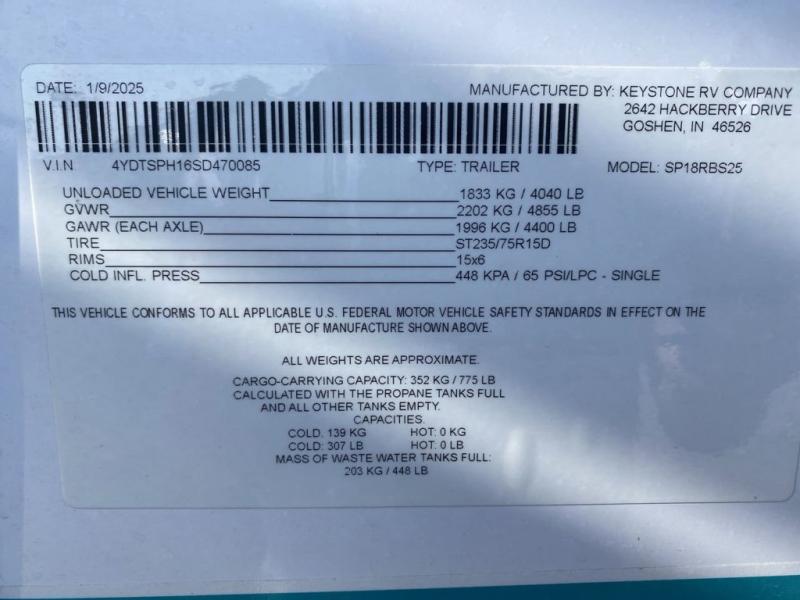 DATE: 1/9/2025
MANUFACTURED BY: KEYSTONE RV COMPANY
2642 HACKBERRY DRIVE
GOSHEN, IN 46526
V.I.N 4YDTSPH16SD470085 TYPE: TRAILER MODEL: SP18RBS25
UNLOADED VEHICLE WEIGHT 1833 KG / 4040 LB
GVWR 2202 KG / 4855 LB
GAWR (EACH AXLE) 1996 KG / 4400 LB
TIRE ST235/75R15D
RIMS 15x6
COLD INFL. PRESS 448 KPA / 65 PSI/LPC - SINGLE
THIS VEHICLE CONFORMS TO ALL APPLICABLE U.S. FEDERAL MOTOR VEHICLE SAFETY STANDARDS IN EFFECT ON THE
DATE OF MANUFACTURE SHOWN ABOVE.
ALL WEIGHTS ARE APPROXIMATE.
CARGO-CARRYING CAPACITY: 352 KG / 775 LB
CALCULATED WITH THE PROPANE TANKS FULL
AND ALL OTHER TANKS EMPTY.
CAPACITIES.
COLD: 139 KG HOT: 0 KG
COLD: 307 LB HOT: 0 LB
MASS OF WASTE WATER TANKS FULL:
203 KG / 448 LB